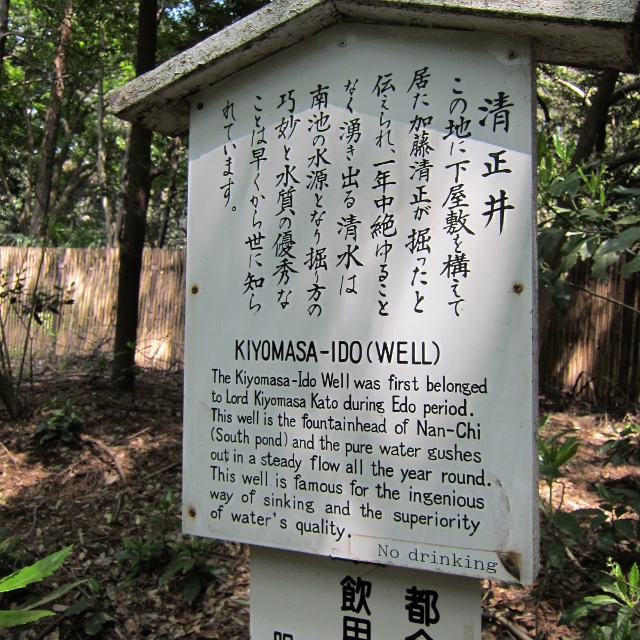 清正井
この地に下屋敷を構えて
居た加藤清正が掘ったと
伝えられ、一年中絶ゆること
なく湧き出る清水は
南池の水源となり掘り方の
巧妙と水質の優秀な
ことは早くから世に知ら
れています。
KIYOMASA-IDO (WELL)
The Kiyomasa-Ido Well was first belonged
to Lord Kiyomasa Kato during Edo period.
This well is the fountainhead of Nan-Chi
(South pond) and the pure water gushes
out in a steady flow all the year round.
This well is famous for the ingenious
way of sinking and the superiority
of water's quality.
No drinking
都
飲用